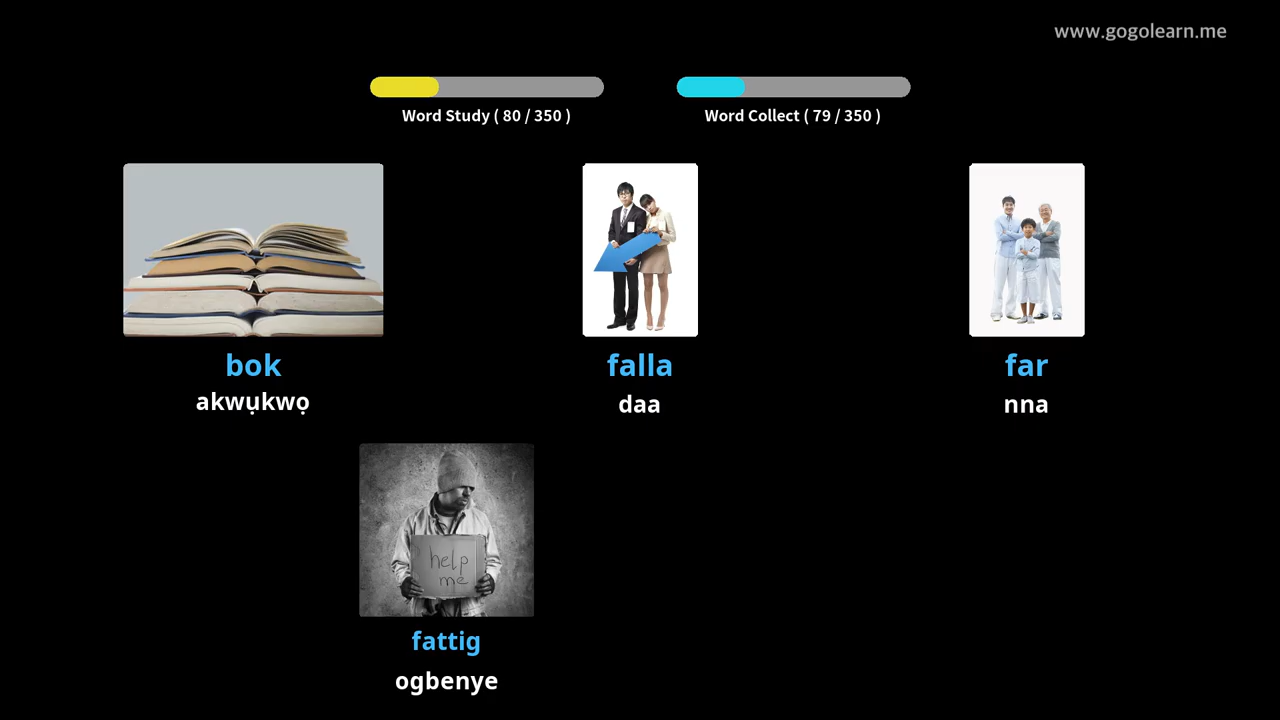 www.gogolearn.me
Word Study ( 80 / 350 )
Word Collect ( 79 / 350 )
bok
falla
far
akwụkwọ
daa
nna
help
me
fattig
ogbenye